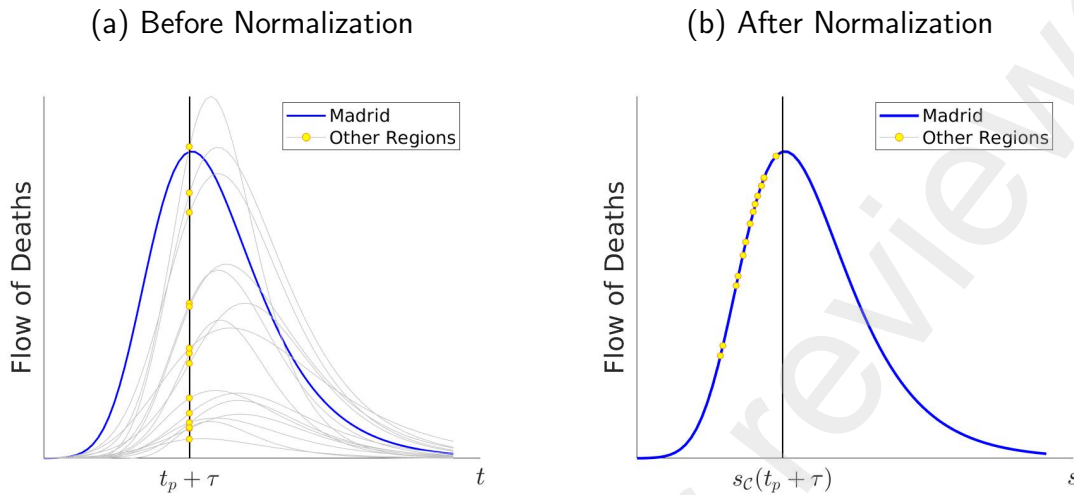 (a) Before Normalization
(b) After Normalization
Flow of Deaths
Madrid
Other Regions
t
t_p + τ
Flow of Deaths
Madrid
Other Regions
s
s_C(t_p + τ)
review